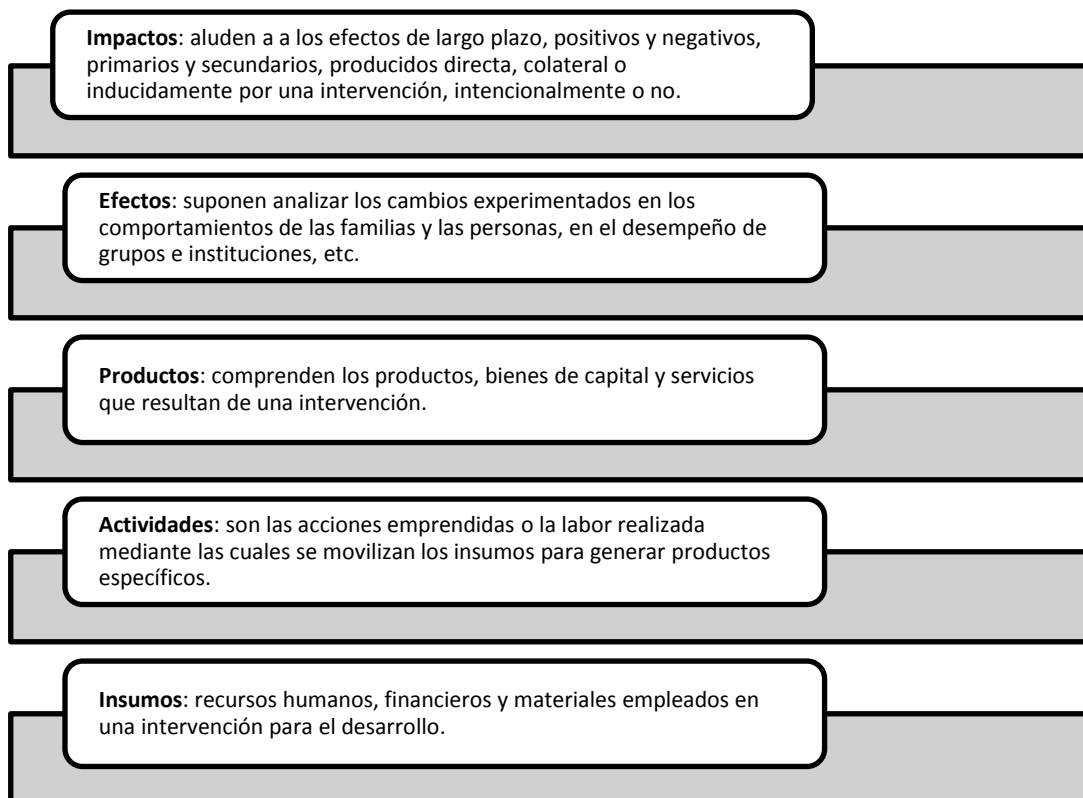 Impactos: aluden a a los efectos de largo plazo, positivos y negativos,
primarios y secundarios, producidos directa, colateral o
inducidamente por una intervención, intencionalmente o no.
Efectos: suponen analizar los cambios experimentados en los
comportamientos de las familias y las personas, en el desempeño de
grupos e instituciones, etc.
Productos: comprenden los productos, bienes de capital y servicios
que resultan de una intervención.
Actividades: son las acciones emprendidas o la labor realizada
mediante las cuales se movilizan los insumos para generar productos
específicos.
Insumos: recursos humanos, financieros y materiales empleados en
una intervención para el desarrollo.